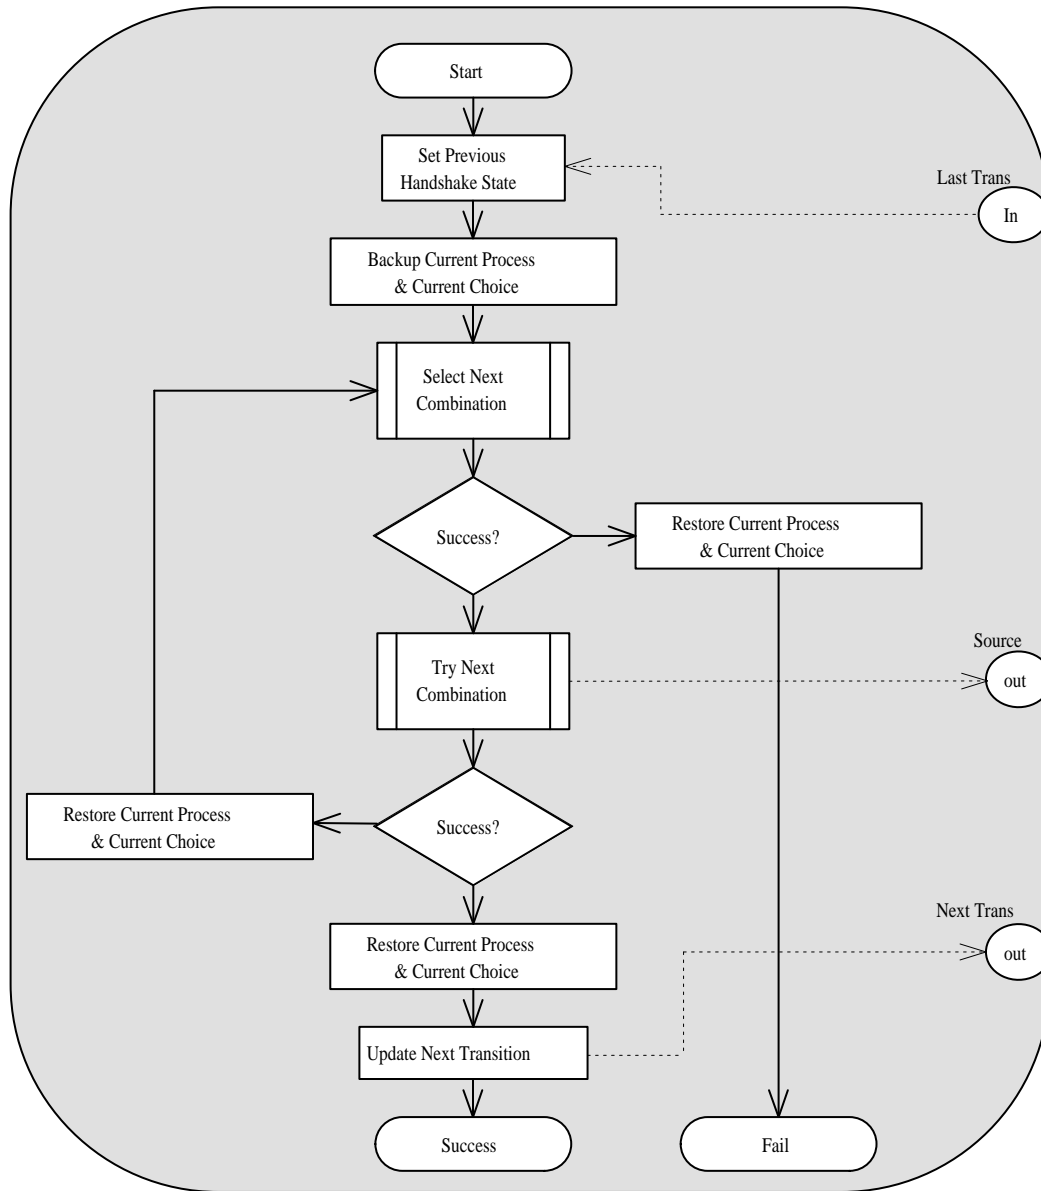 Start
Set Previous
Handshake State
Last Trans
In
Backup Current Process
& Current Choice
Select Next
Combination
Success?
Restore Current Process
& Current Choice
Try Next
Combination
Source
out
Success?
Restore Current Process
& Current Choice
Restore Current Process
& Current Choice
Next Trans
out
Update Next Transition
Success
Fail